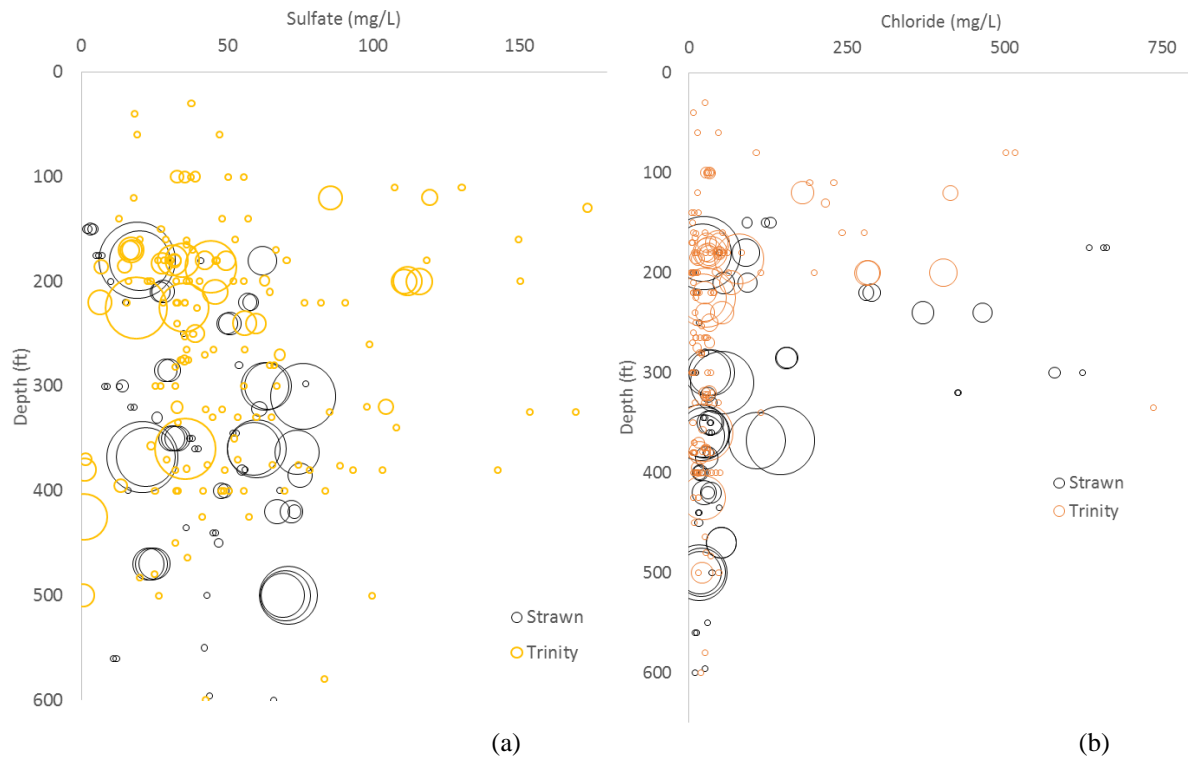 Sulfate (mg/L)
0 50 100 150
0
100
200
300
400
500
600
Depth (ft)
Strawn
Trinity
(a)
Chloride (mg/L)
0 250 500 750
0
100
200
300
400
500
600
Depth (ft)
Strawn
Trinity
(b)